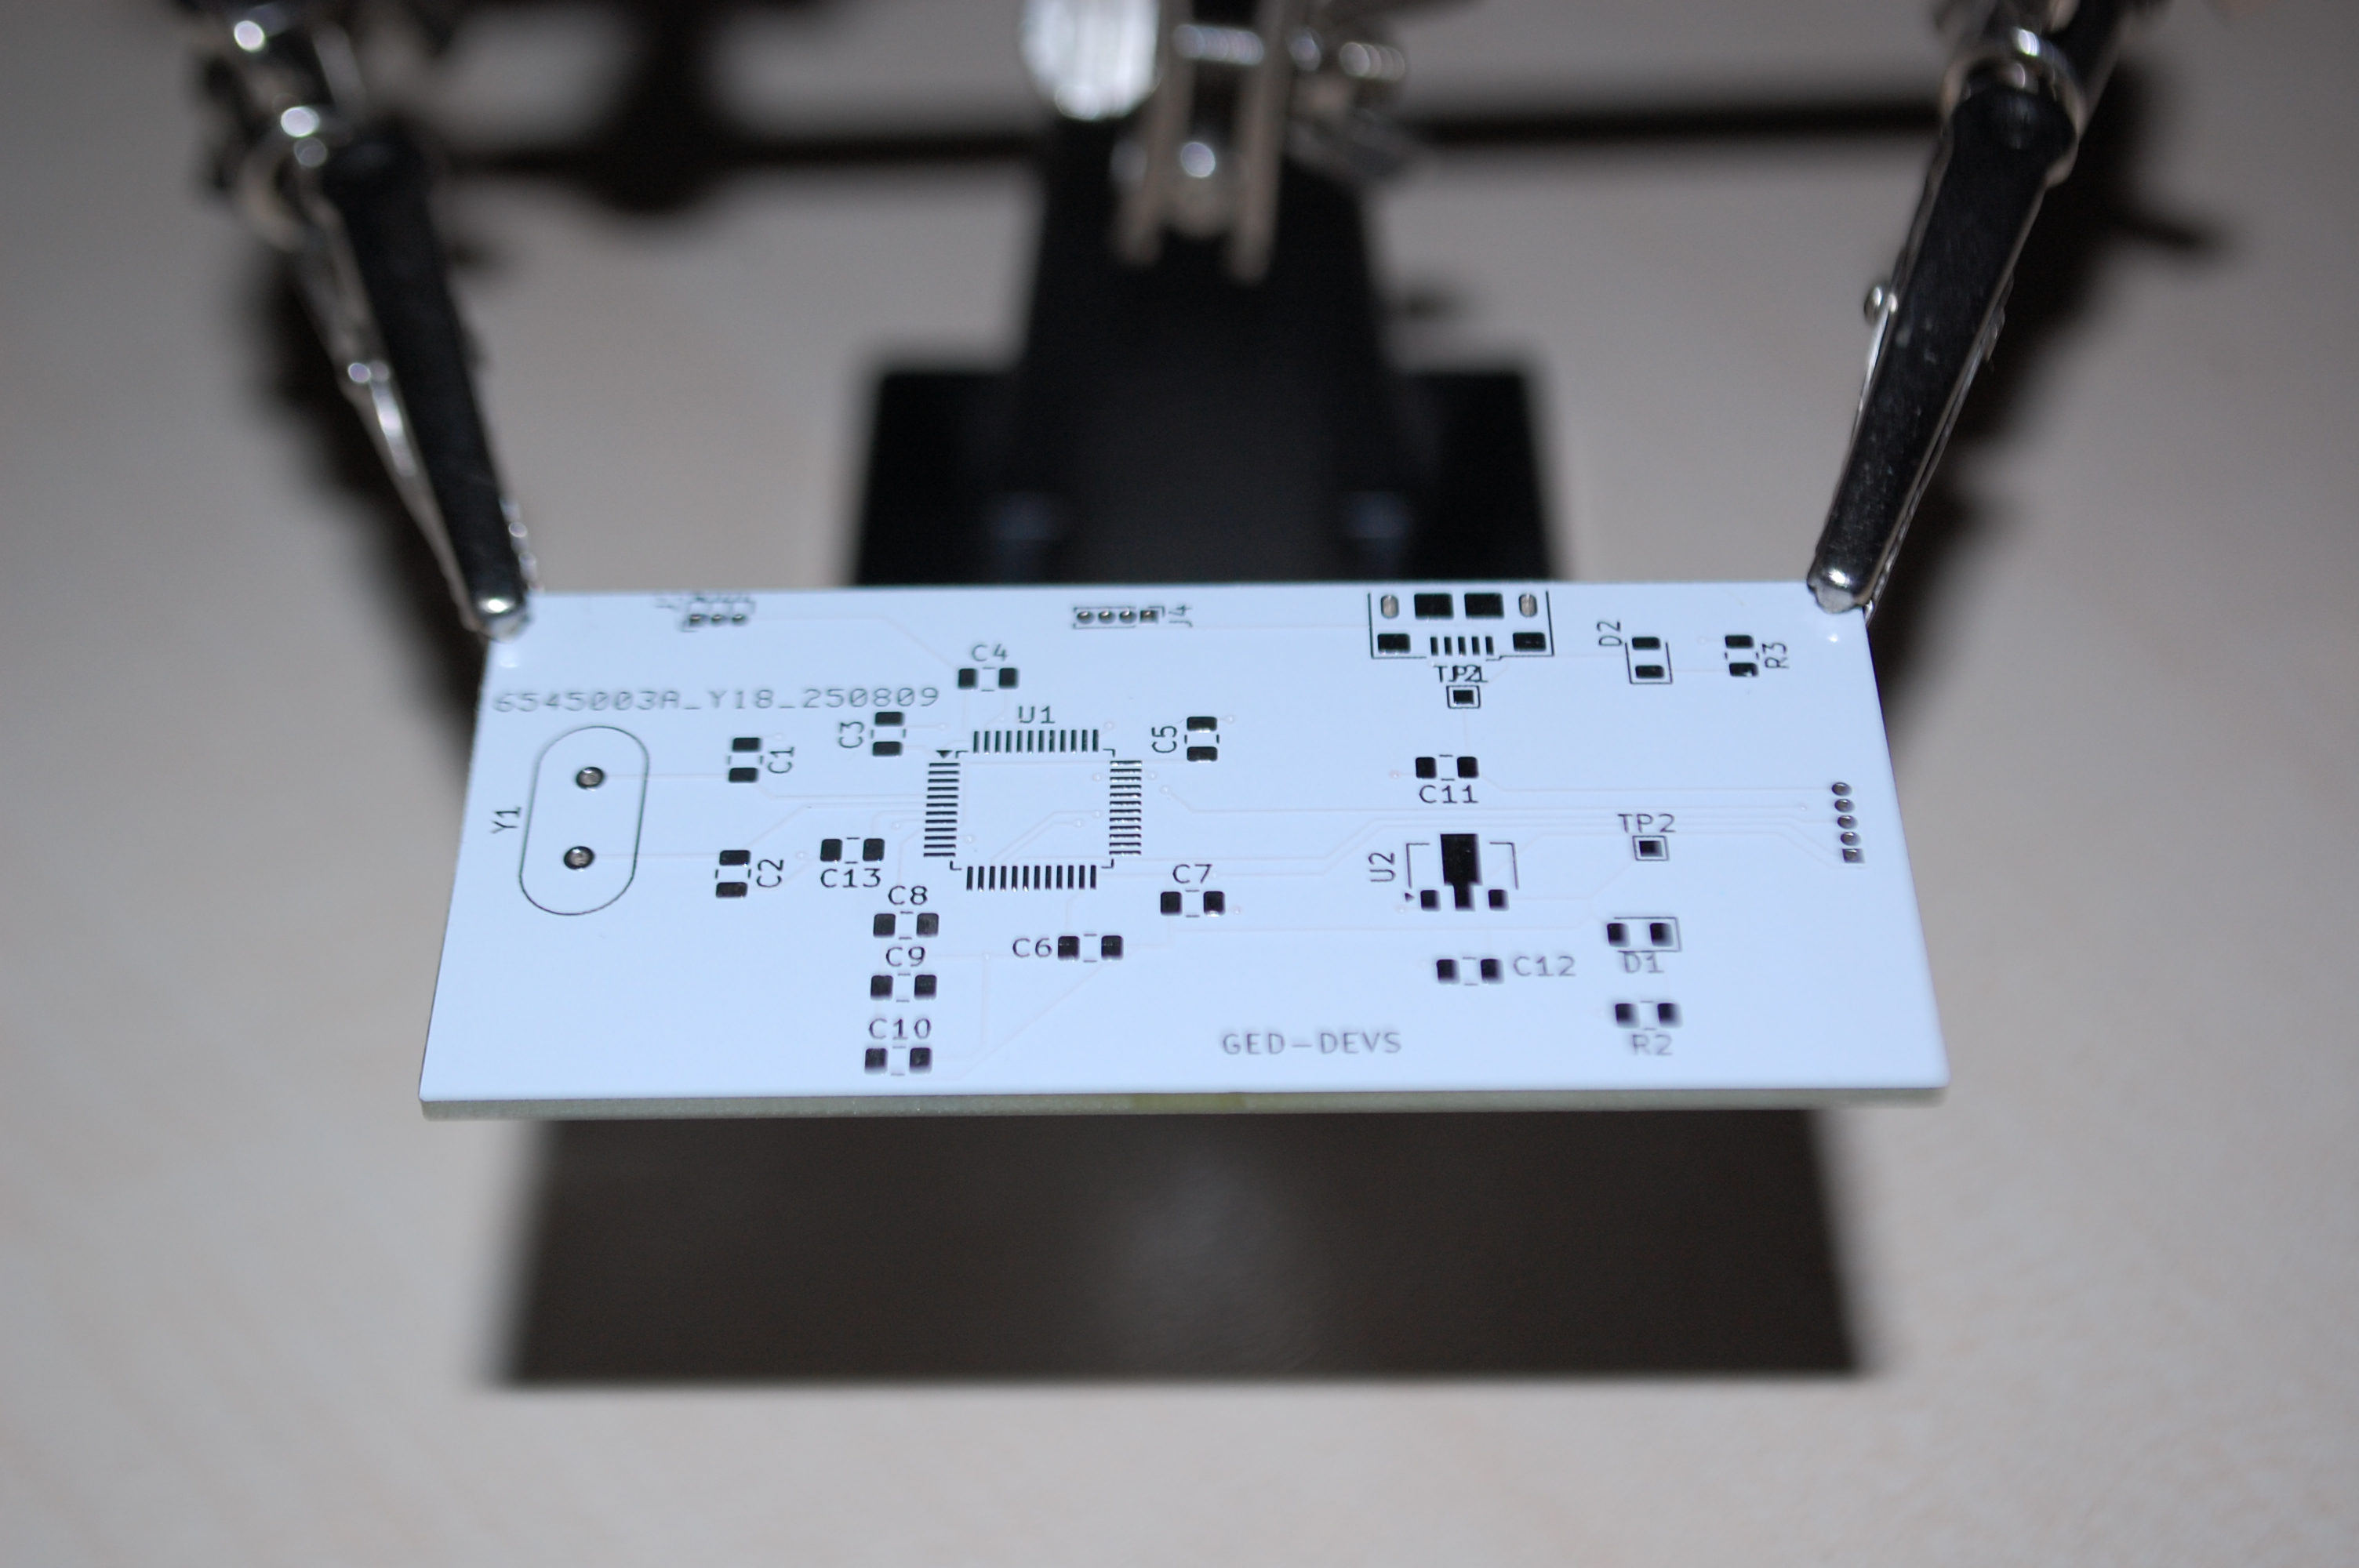 J4
C4
D2
R3
6545003A_Y18_250809
U1
C3
C5
C1
C11
Y1
TP2
C2
C13
U2
C7
C8
C6
C9
D1
C12
C10
GED-DEVS
R2